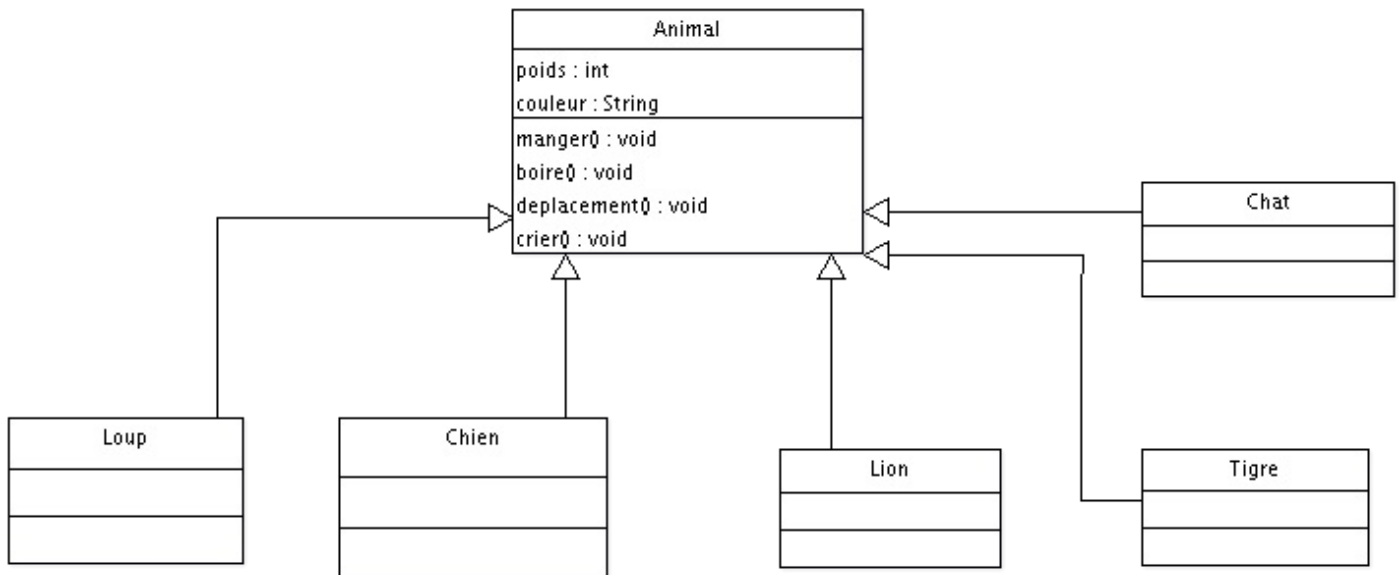 Animal
poids : int
couleur : String
manger() : void
boire() : void
deplacement() : void
crier() : void
Chat
Loup
Chien
Lion
Tigre